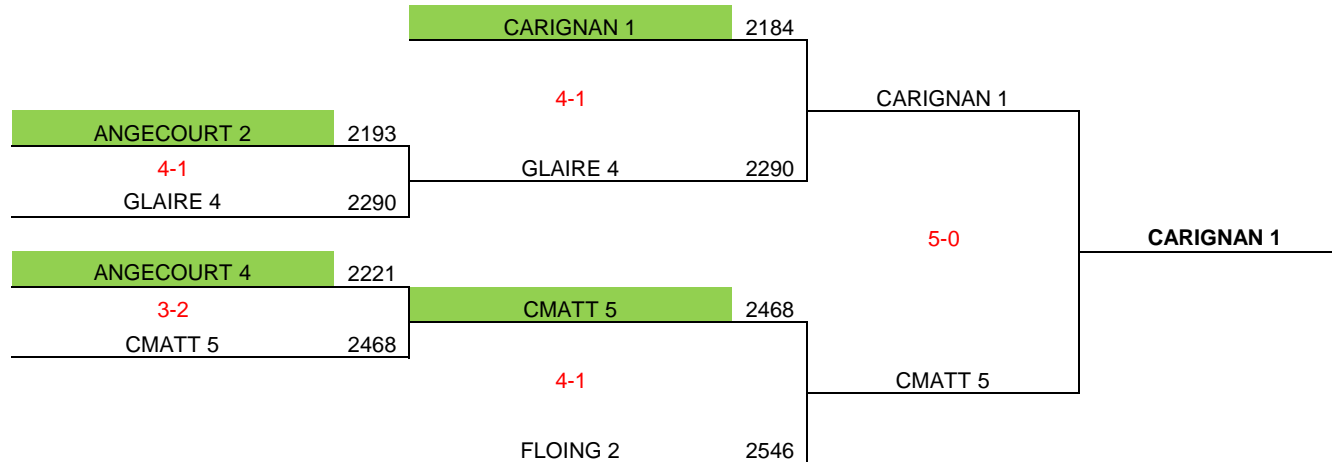 CARIGNAN 1 2184
4-1 CARIGNAN 1
ANGECOURT 2 2193
4-1 GLAIRE 4 2290
GLAIRE 4 2290
5-0 CARIGNAN 1
ANGECOURT 4 2221
3-2 CMATT 5 2468
CMATT 5 2468
4-1 CMATT 5
FLOING 2 2546